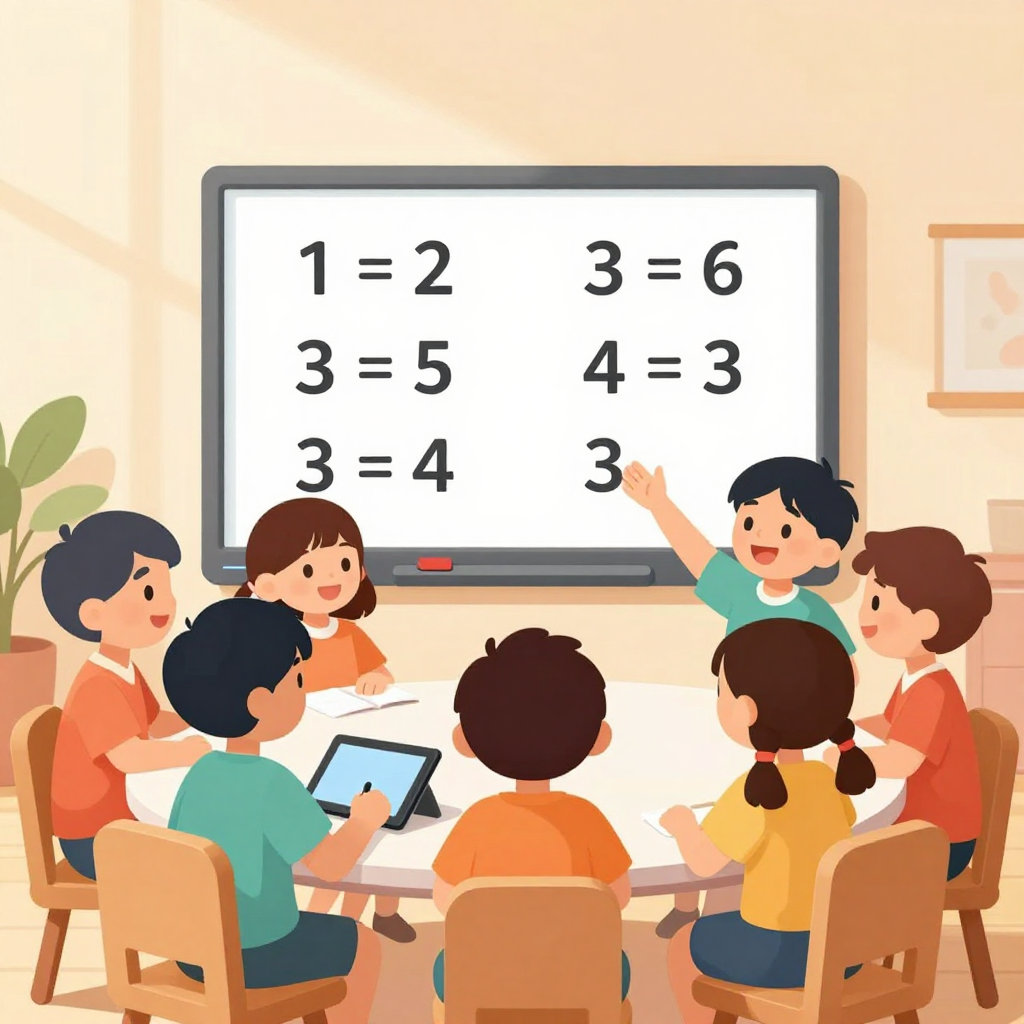 1 = 2 3 = 6
3 = 5 4 = 3
3 = 4 3